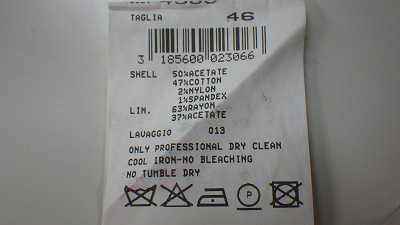 TAGLIA 46
3 185600 023066
SHELL 50%ACETATE
47%COTTON
2%NYLON
1%SPANDEX
LIN. 63%RAYON
37%ACETATE
LAVAGGIO 013
ONLY PROFESSIONAL DRY CLEAN
COOL IRON-NO BLEACHING
NO TUMBLE DRY
P